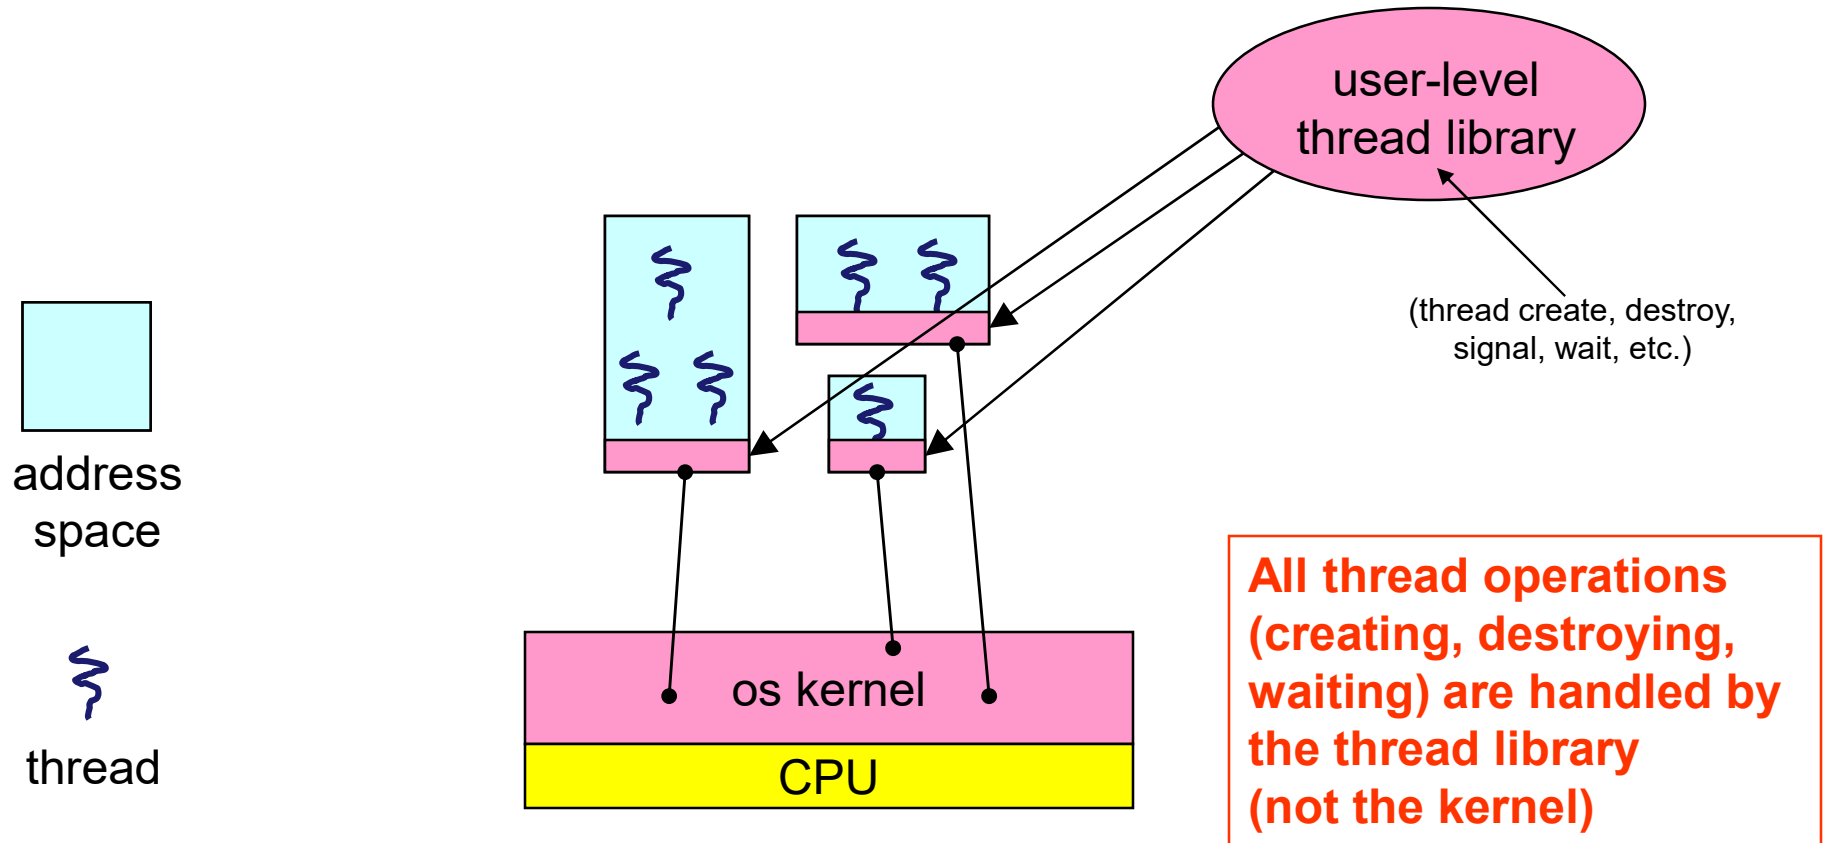 user-level
thread library
(thread create, destroy,
signal, wait, etc.)
address
space
thread
os kernel
CPU
All thread operations
(creating, destroying,
waiting) are handled by
the thread library
(not the kernel)